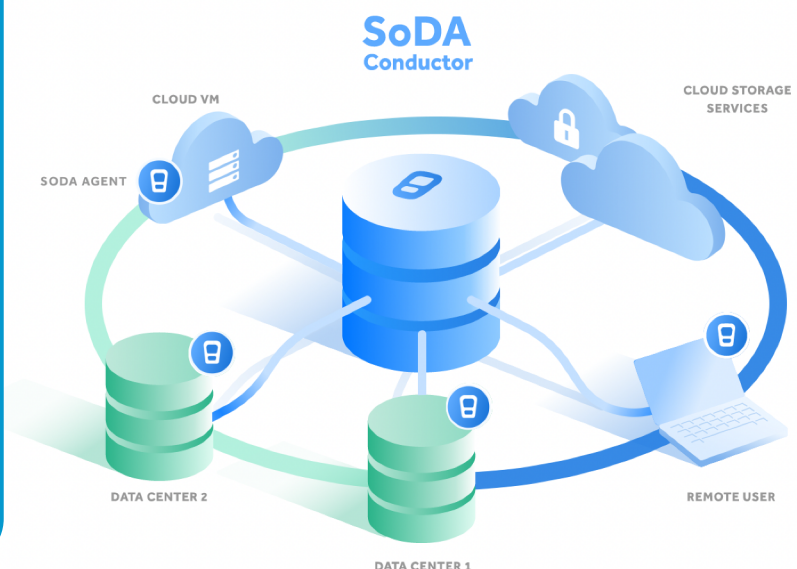 SoDA
Conductor
CLOUD VM
CLOUD STORAGE
SERVICES
SODA AGENT
DATA CENTER 2
REMOTE USER
DATA CENTER 1